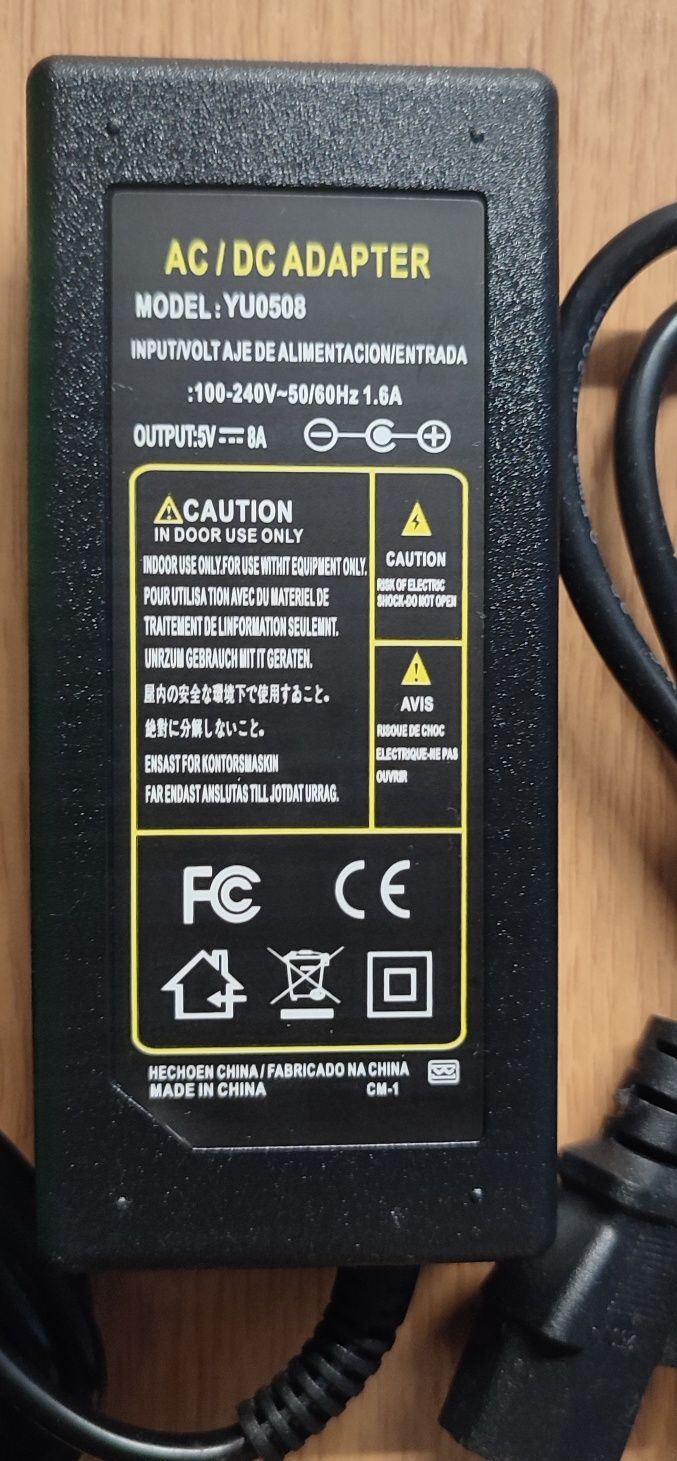 AC / DC ADAPTER
MODEL: YU0508
INPUT/VOLT AJE DE ALIMENTACION/ENTRADA
:100-240V~50/60Hz 1.6A
OUTPUT:5V⎓8A
CAUTION
IN DOOR USE ONLY
INDOOR USE ONLY.FOR USE WITHIT EQUIPMENT ONLY.
POUR UTILISA TION AVEC DU MATERIEL DE
TRAITEMENT DE LINFORMATION SEULEMNT.
UNRZUM GEBRAUCH MIT IT GERATEN.
屋内の安全な環境下で使用すること。
絶対に分解しないこと。
ENSAST FOR KONTORSMASKIN
FAR ENDAST ANSLUTAS TILL JOTDAT URRAG.
CAUTION
RISK OF ELECTRIC
SHOCK-DO NOT OPEN
AVIS
RISOUE DE CHOC
ELECTRIQUE-NE PAS
OUVRIR
FC CE
HECHOEN CHINA / FABRICADO NA CHINA
MADE IN CHINA CM-1